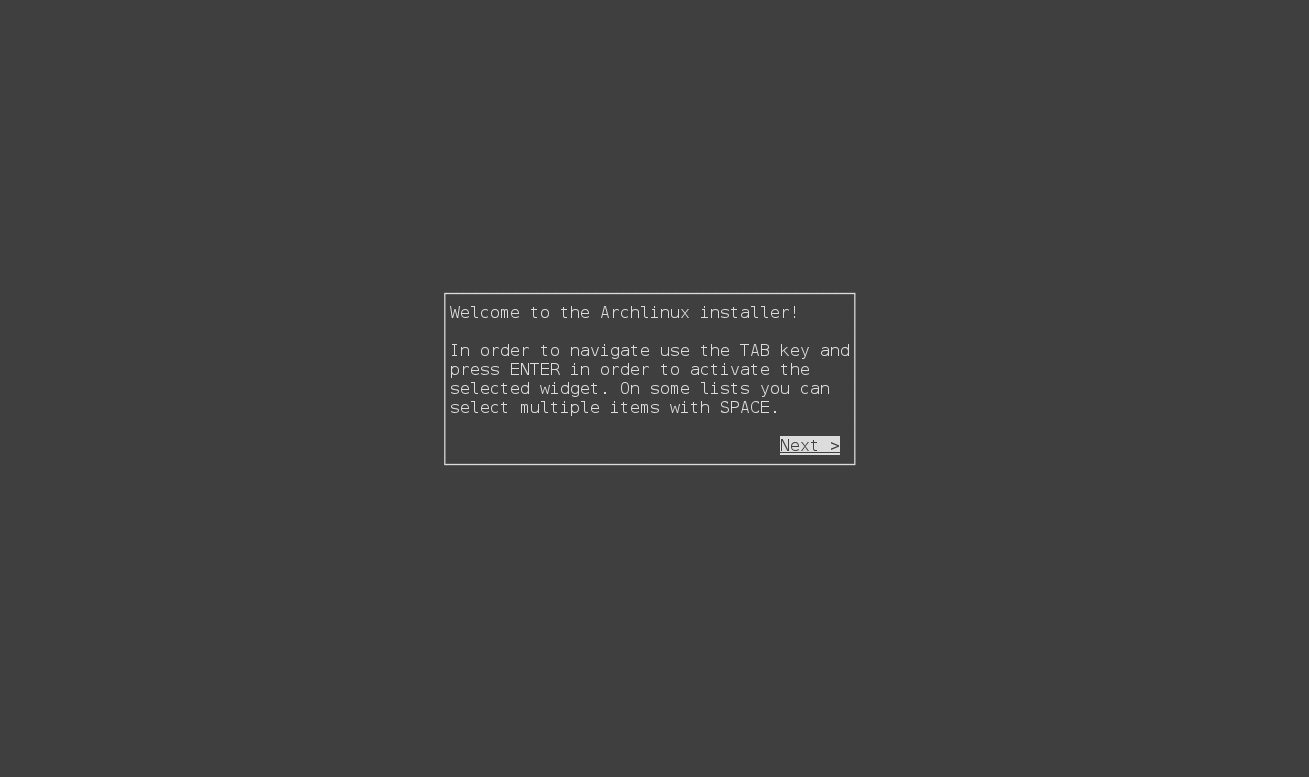 Welcome to the Archlinux installer!
In order to navigate use the TAB key and
press ENTER in order to activate the
selected widget. On some lists you can
select multiple items with SPACE.
Next >